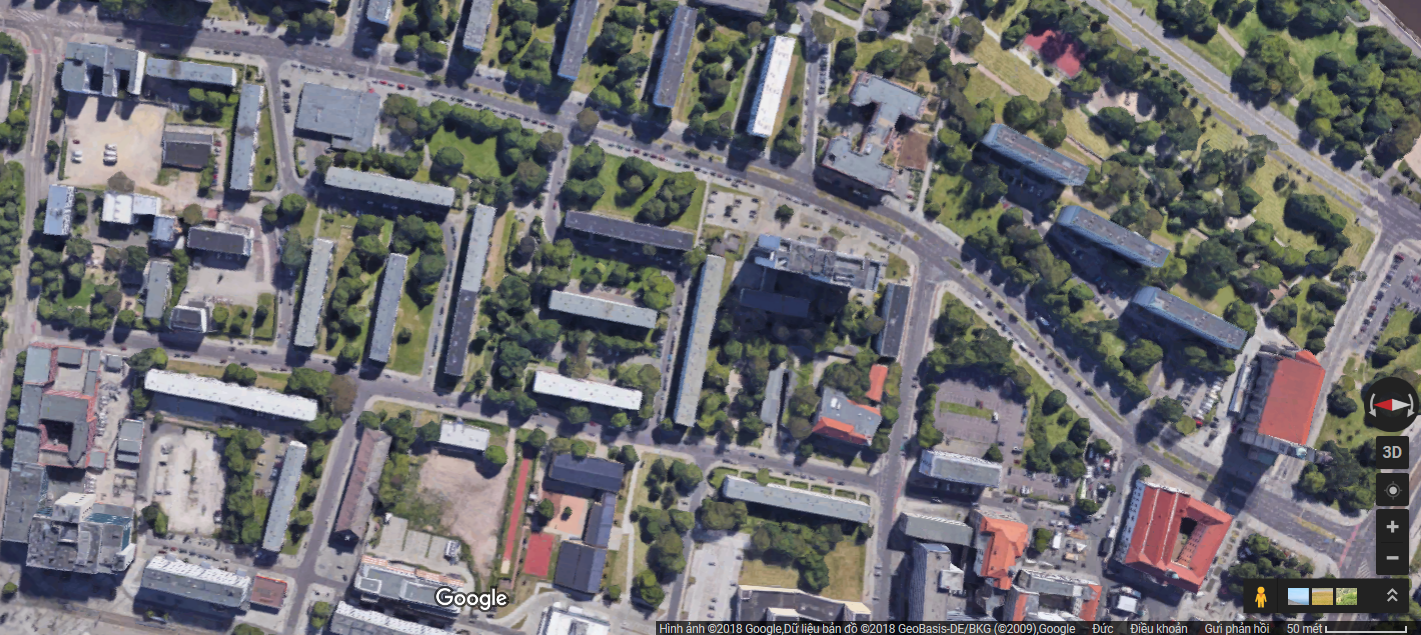 3D
+
−
Google
Hình ảnh ©2018 Google,Dữ liệu bản đồ ©2018 GeoBasis-DE/BKG (©2009),Google Đức Điều khoản Gửi phản hồi 50 mét